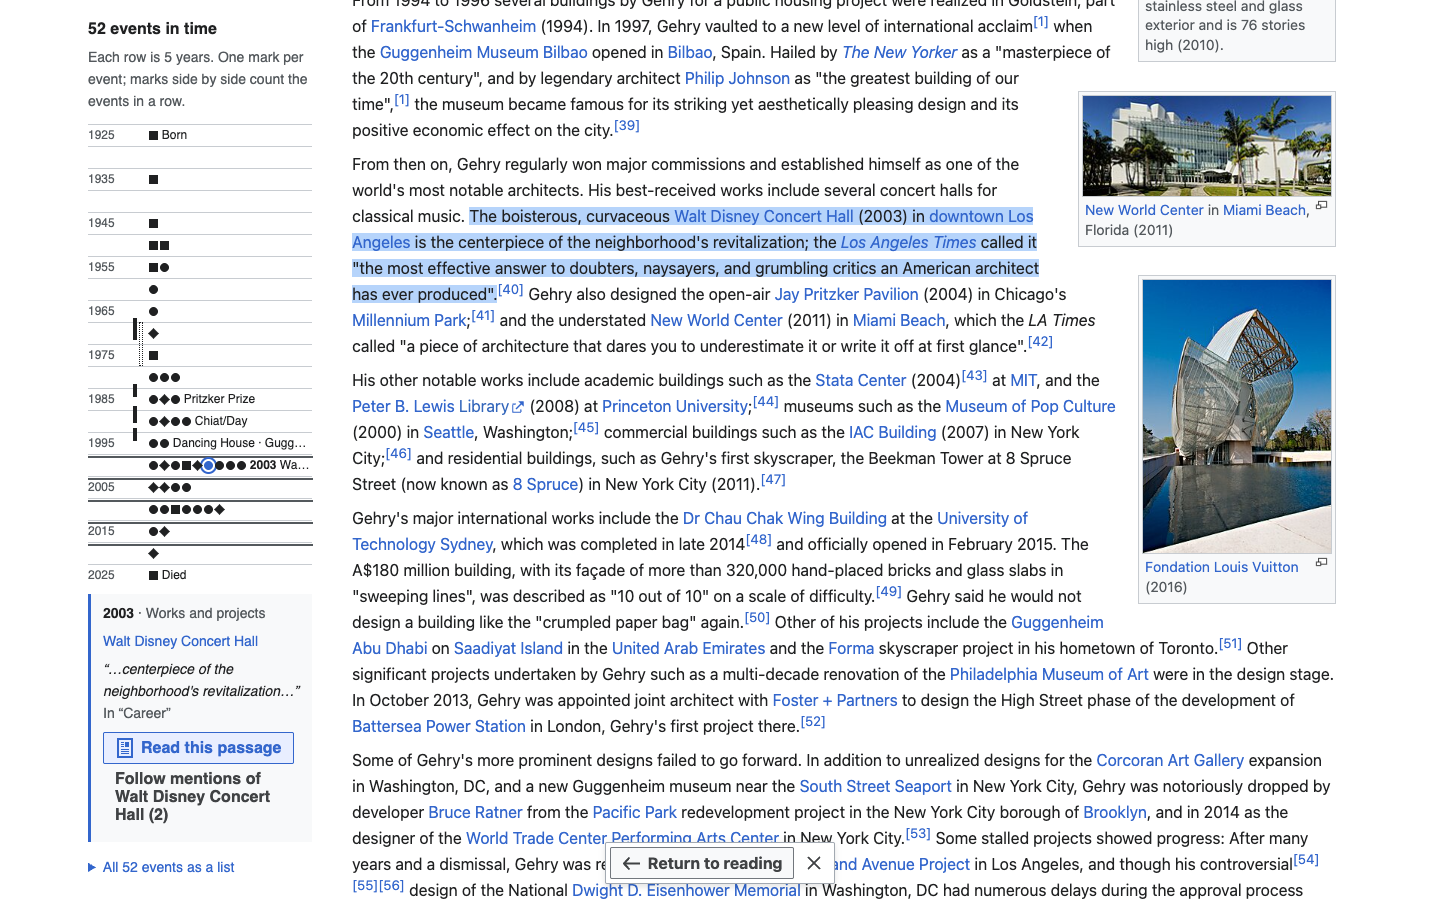 52 events in time
Each row is 5 years. One mark per
event; marks side by side count the
events in a row.
1925 Born
1935
1945
1955
1965
1975
1985 Pritzker Prize
Chiat/Day
1995 Dancing House · Gugg…
2003 Wa…
2005
2015
2025 Died
2003 · Works and projects
Walt Disney Concert Hall
“…centerpiece of the
neighborhood’s revitalization…”
In “Career”
Read this passage
Follow mentions of
Walt Disney Concert
Hall (2)
▶ All 52 events as a list
From 1994 to 1996 several buildings by Gehry for a public housing project were realized in Goldstein, part
of Frankfurt-Schwanheim (1994). In 1997, Gehry vaulted to a new level of international acclaim[1] when
the Guggenheim Museum Bilbao opened in Bilbao, Spain. Hailed by The New Yorker as a "masterpiece of
the 20th century", and by legendary architect Philip Johnson as "the greatest building of our
time",[1] the museum became famous for its striking yet aesthetically pleasing design and its
positive economic effect on the city.[39]
From then on, Gehry regularly won major commissions and established himself as one of the
world's most notable architects. His best-received works include several concert halls for
classical music. The boisterous, curvaceous Walt Disney Concert Hall (2003) in downtown Los
Angeles is the centerpiece of the neighborhood's revitalization; the Los Angeles Times called it
"the most effective answer to doubters, naysayers, and grumbling critics an American architect
has ever produced".[40] Gehry also designed the open-air Jay Pritzker Pavilion (2004) in Chicago's
Millennium Park;[41] and the understated New World Center (2011) in Miami Beach, which the LA Times
called "a piece of architecture that dares you to underestimate it or write it off at first glance".[42]
His other notable works include academic buildings such as the Stata Center (2004)[43] at MIT, and the
Peter B. Lewis Library (2008) at Princeton University;[44] museums such as the Museum of Pop Culture
(2000) in Seattle, Washington;[45] commercial buildings such as the IAC Building (2007) in New York
City;[46] and residential buildings, such as Gehry's first skyscraper, the Beekman Tower at 8 Spruce
Street (now known as 8 Spruce) in New York City (2011).[47]
Gehry's major international works include the Dr Chau Chak Wing Building at the University of
Technology Sydney, which was completed in late 2014[48] and officially opened in February 2015. The
A$180 million building, with its façade of more than 320,000 hand-placed bricks and glass slabs in
"sweeping lines", was described as "10 out of 10" on a scale of difficulty.[49] Gehry said he would not
design a building like the "crumpled paper bag" again.[50] Other of his projects include the Guggenheim
Abu Dhabi on Saadiyat Island in the United Arab Emirates and the Forma skyscraper project in his hometown of Toronto.[51] Other
significant projects undertaken by Gehry such as a multi-decade renovation of the Philadelphia Museum of Art were in the design stage.
In October 2013, Gehry was appointed joint architect with Foster + Partners to design the High Street phase of the development of
Battersea Power Station in London, Gehry's first project there.[52]
Some of Gehry's more prominent designs failed to go forward. In addition to unrealized designs for the Corcoran Art Gallery expansion
in Washington, DC, and a new Guggenheim museum near the South Street Seaport in New York City, Gehry was notoriously dropped by
developer Bruce Ratner from the Pacific Park redevelopment project in the New York City borough of Brooklyn, and in 2014 as the
designer of the World Trade Center Performing Arts Center in New York City.[53] Some stalled projects showed progress: After many
years and a dismissal, Gehry was re and Avenue Project in Los Angeles, and though his controversial[54]
[55][56] design of the National Dwight D. Eisenhower Memorial in Washington, DC had numerous delays during the approval process
← Return to reading ✕
stainless steel and glass
exterior and is 76 stories
high (2010).
New World Center in Miami Beach,
Florida (2011)
Fondation Louis Vuitton
(2016)